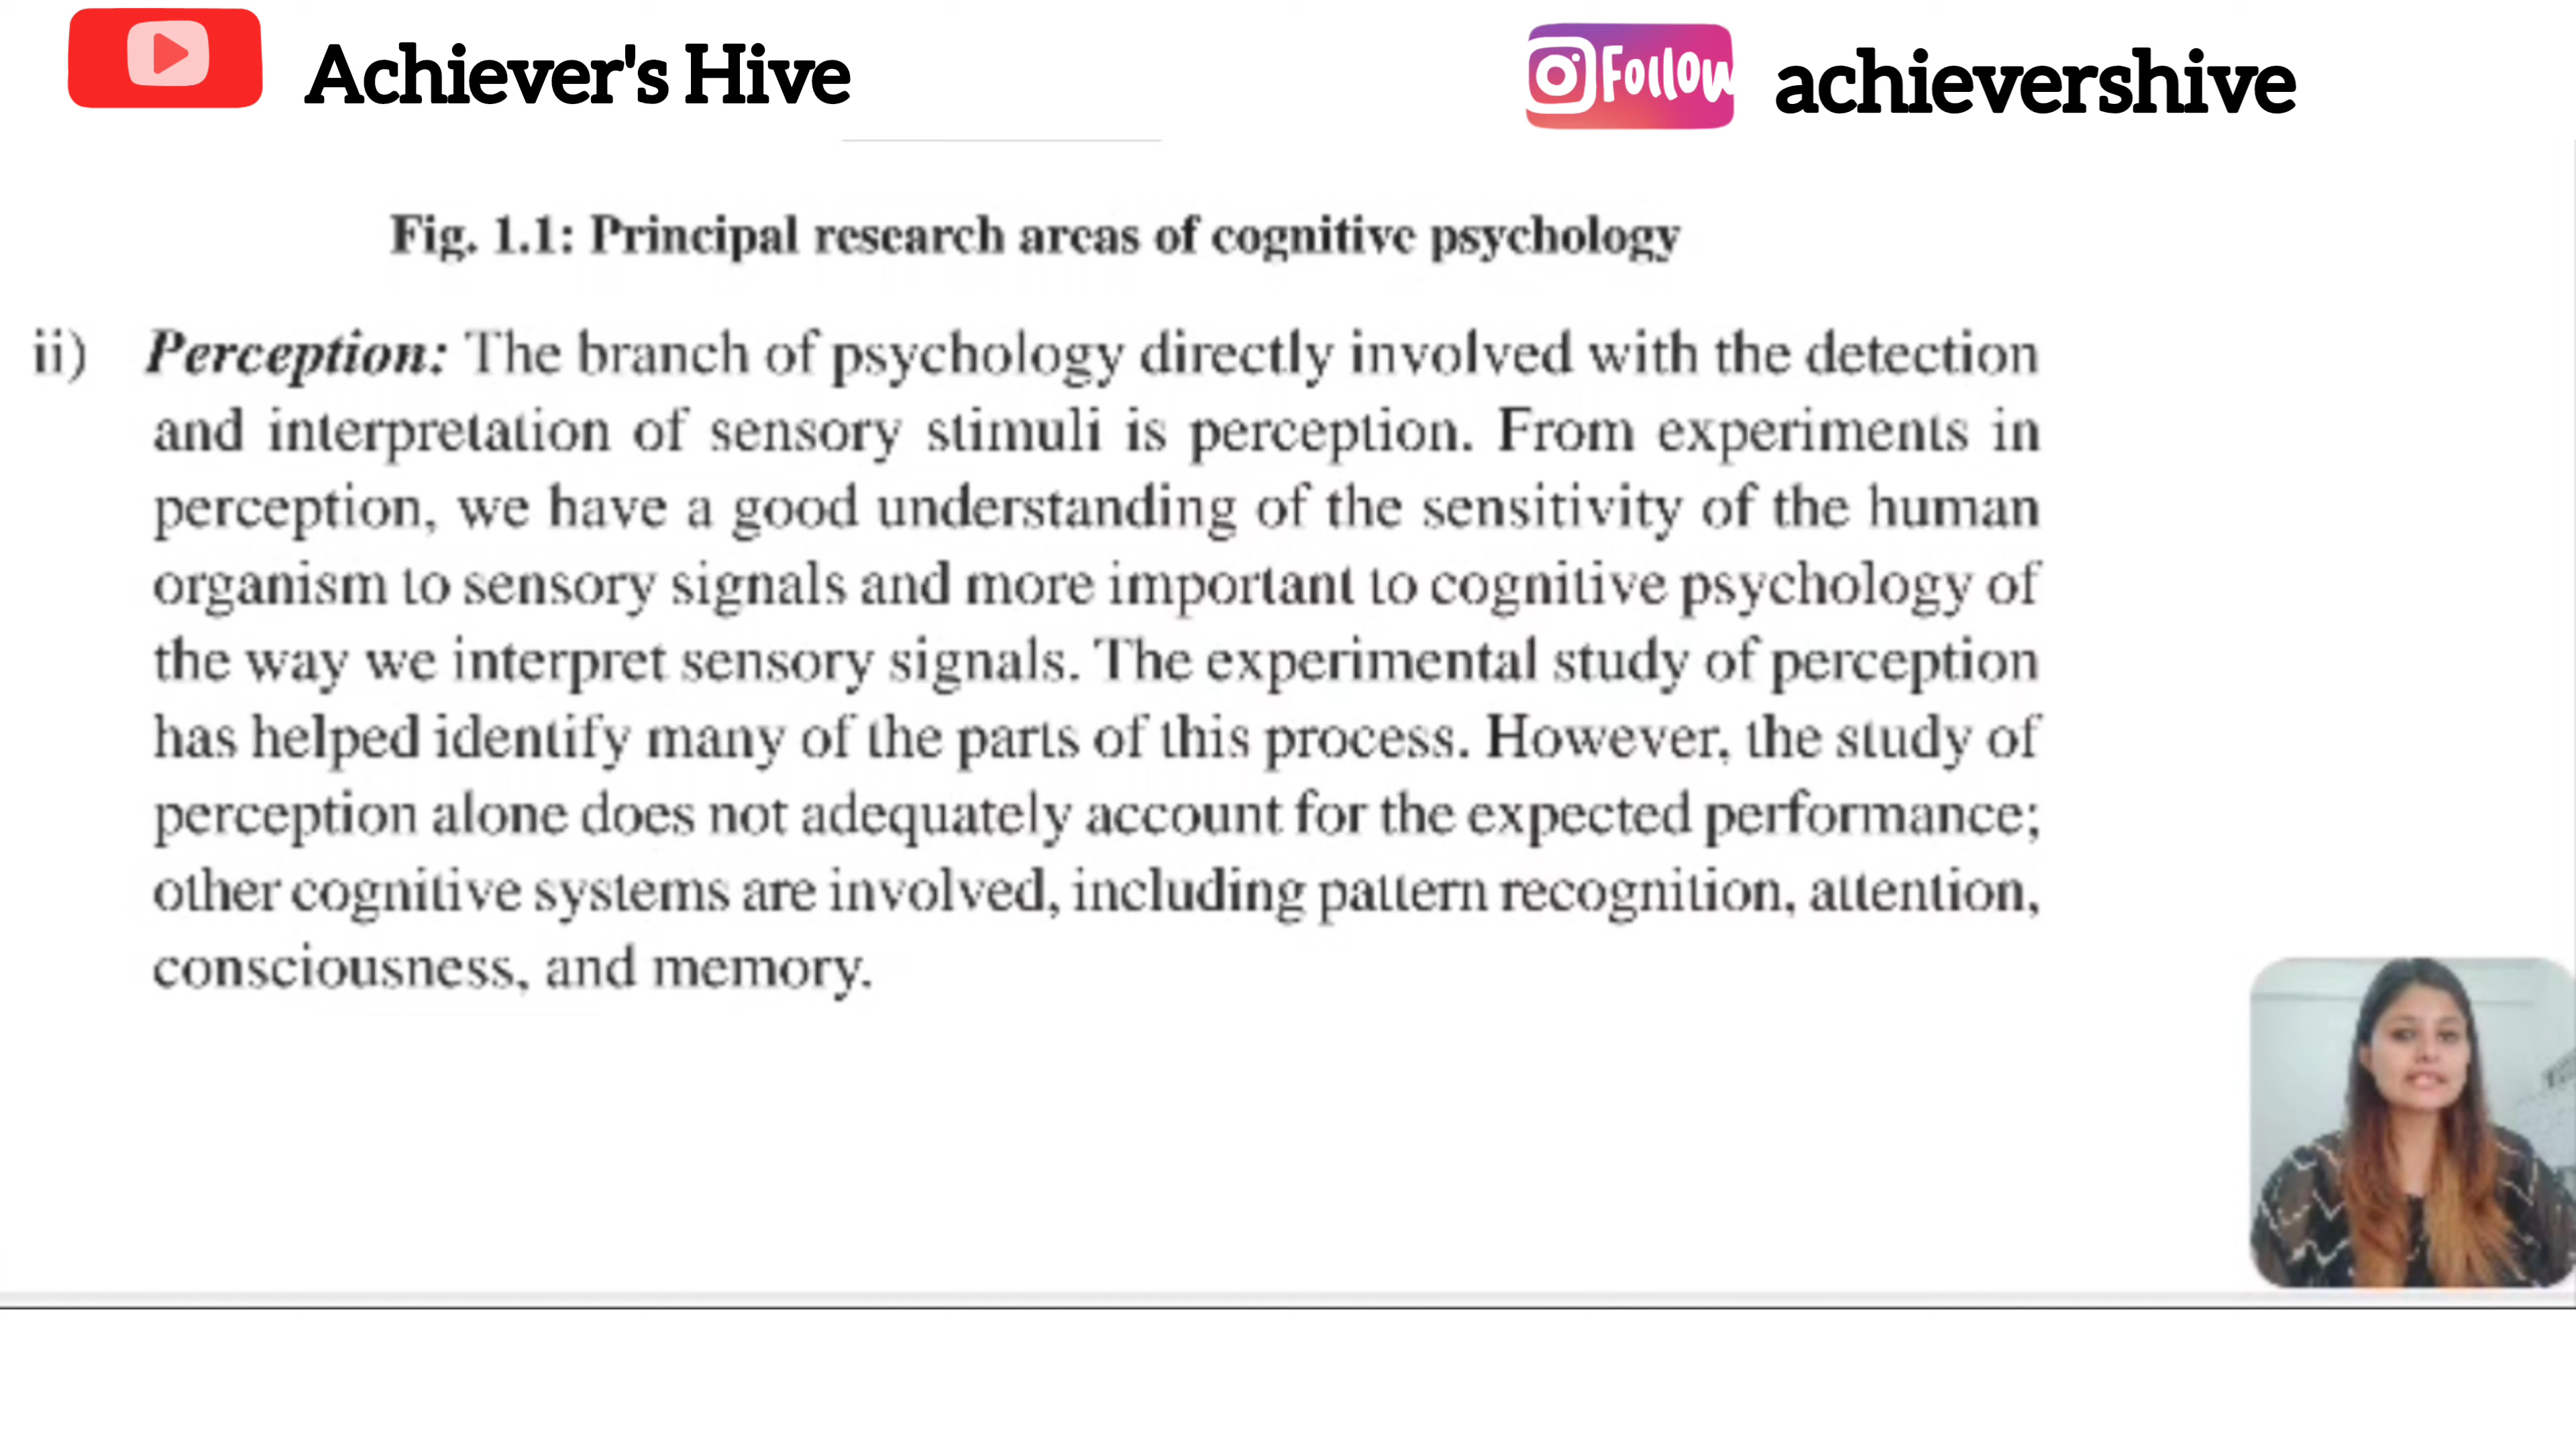 Achiever's Hive
Follow
achievershive
Fig. 1.1: Principal research areas of cognitive psychology
ii) Perception: The branch of psychology directly involved with the detection
and interpretation of sensory stimuli is perception. From experiments in
perception, we have a good understanding of the sensitivity of the human
organism to sensory signals and more important to cognitive psychology of
the way we interpret sensory signals. The experimental study of perception
has helped identify many of the parts of this process. However, the study of
perception alone does not adequately account for the expected performance;
other cognitive systems are involved, including pattern recognition, attention,
consciousness, and memory.